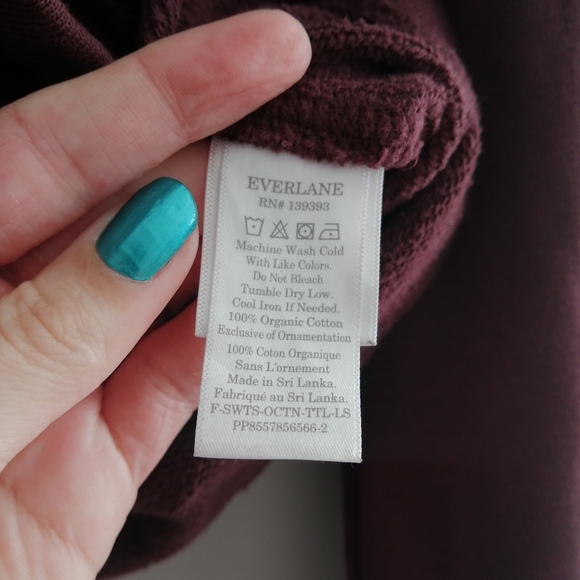 EVERLANE
RN# 139393
Machine Wash Cold
With Like Colors.
Do Not Bleach
Tumble Dry Low.
Cool Iron If Needed.
100% Organic Cotton
Exclusive of Ornamentation
100% Coton Organique
Sans L'ornement
Made in Sri Lanka.
Fabriqué au Sri Lanka.
F-SWTS-OCTN-TTL-LS
PP8557856566-2